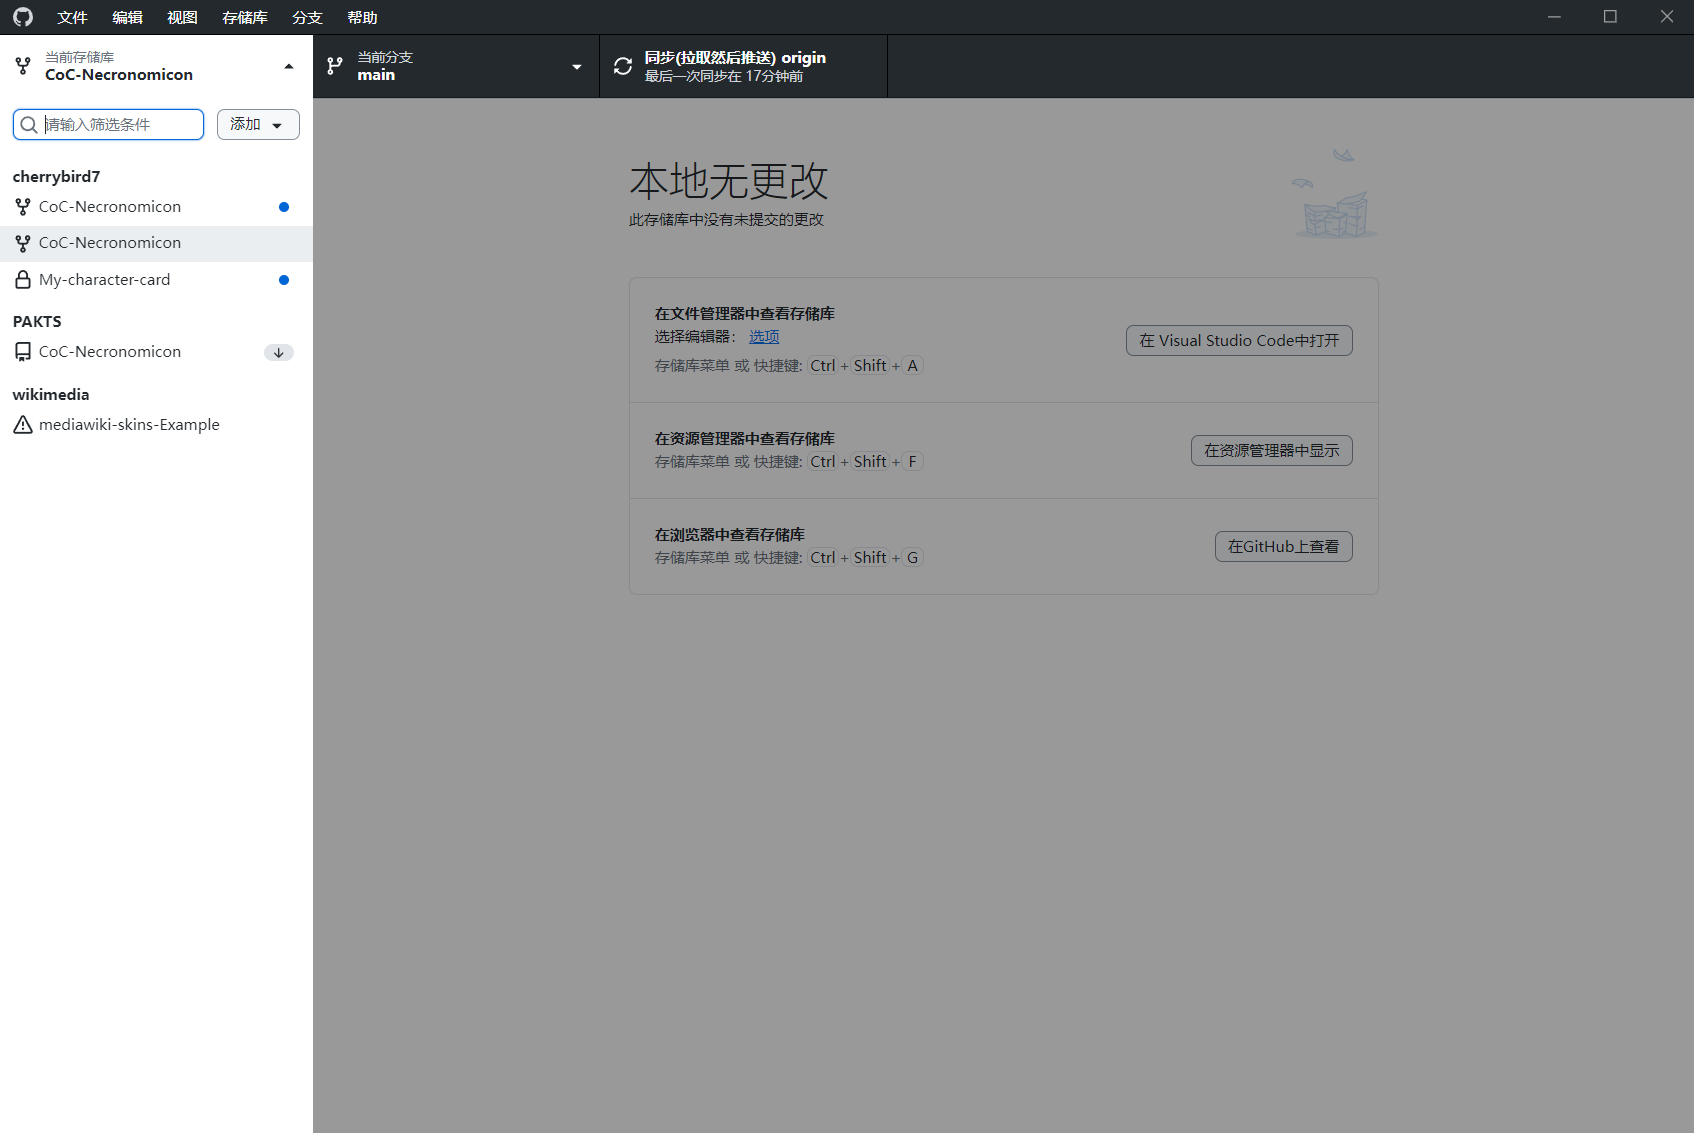 文件 编辑 视图 存储库 分支 帮助
当前存储库
CoC-Necronomicon
当前分支
main
同步(拉取然后推送) origin
最后一次同步在 17分钟前
请输入筛选条件
添加
cherrybird7
CoC-Necronomicon
CoC-Necronomicon
My-character-card
PAKTS
CoC-Necronomicon
wikimedia
mediawiki-skins-Example
本地无更改
此存储库中没有未提交的更改
在文件管理器中查看存储库
选择编辑器： 选项
存储库菜单 或 快捷键: Ctrl + Shift + A
在 Visual Studio Code中打开
在资源管理器中查看存储库
存储库菜单 或 快捷键: Ctrl + Shift + F
在资源管理器中显示
在浏览器中查看存储库
存储库菜单 或 快捷键: Ctrl + Shift + G
在GitHub上查看